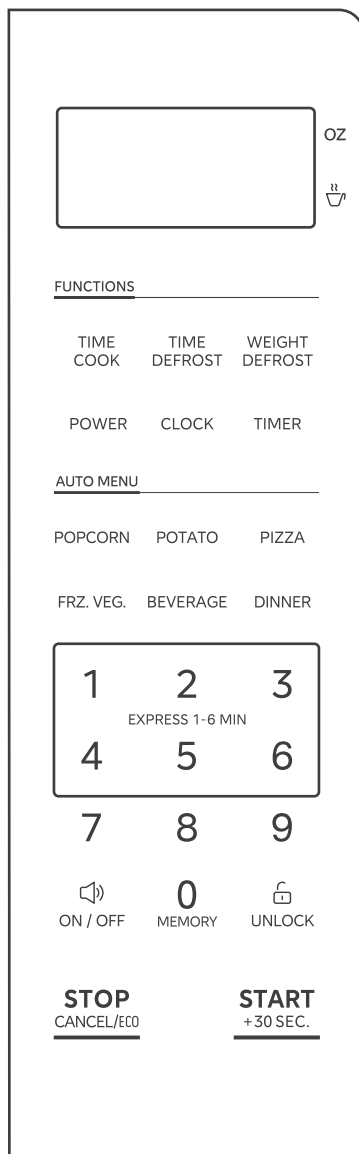 OZ
FUNCTIONS
TIME COOK TIME DEFROST WEIGHT DEFROST
POWER CLOCK TIMER
AUTO MENU
POPCORN POTATO PIZZA
FRZ. VEG. BEVERAGE DINNER
1 2 3
EXPRESS 1-6 MIN
4 5 6
7 8 9
0
ON / OFF MEMORY UNLOCK
STOP START
CANCEL/ECO +30 SEC.